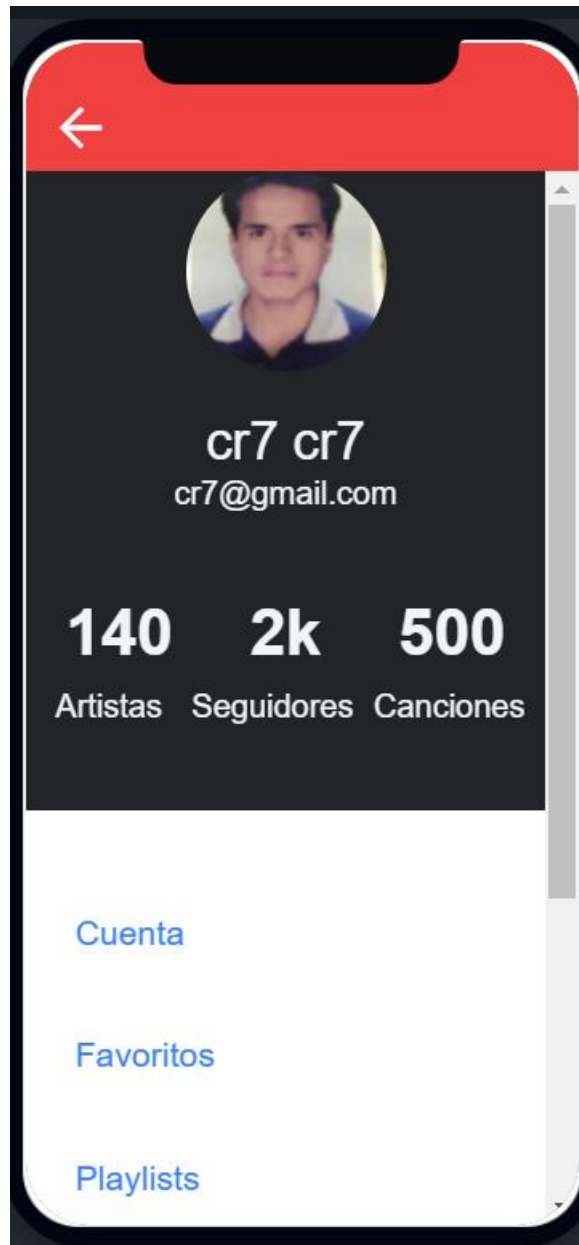 cr7 cr7
cr7@gmail.com
140 2k 500
Artistas Seguidores Canciones
Cuenta
Favoritos
Playlists